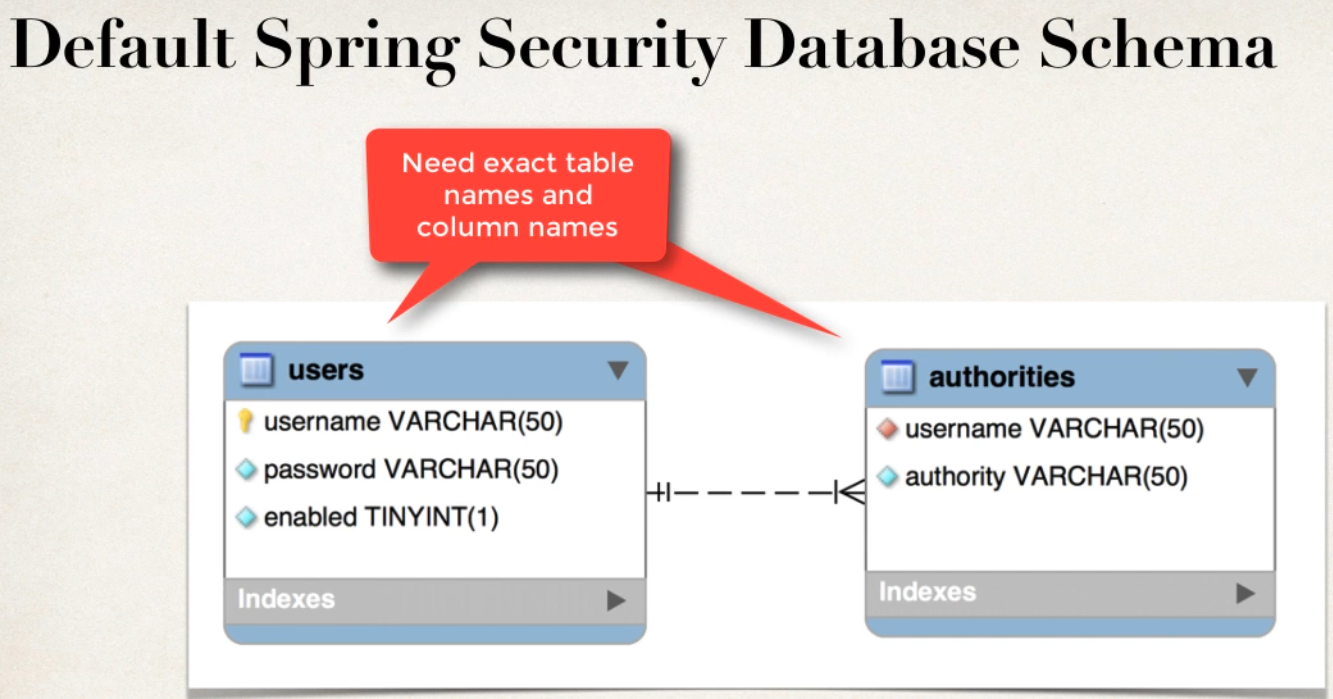 Default Spring Security Database Schema
Need exact table
names and
column names
users
username VARCHAR(50)
password VARCHAR(50)
enabled TINYINT(1)
Indexes
authorities
username VARCHAR(50)
authority VARCHAR(50)
Indexes